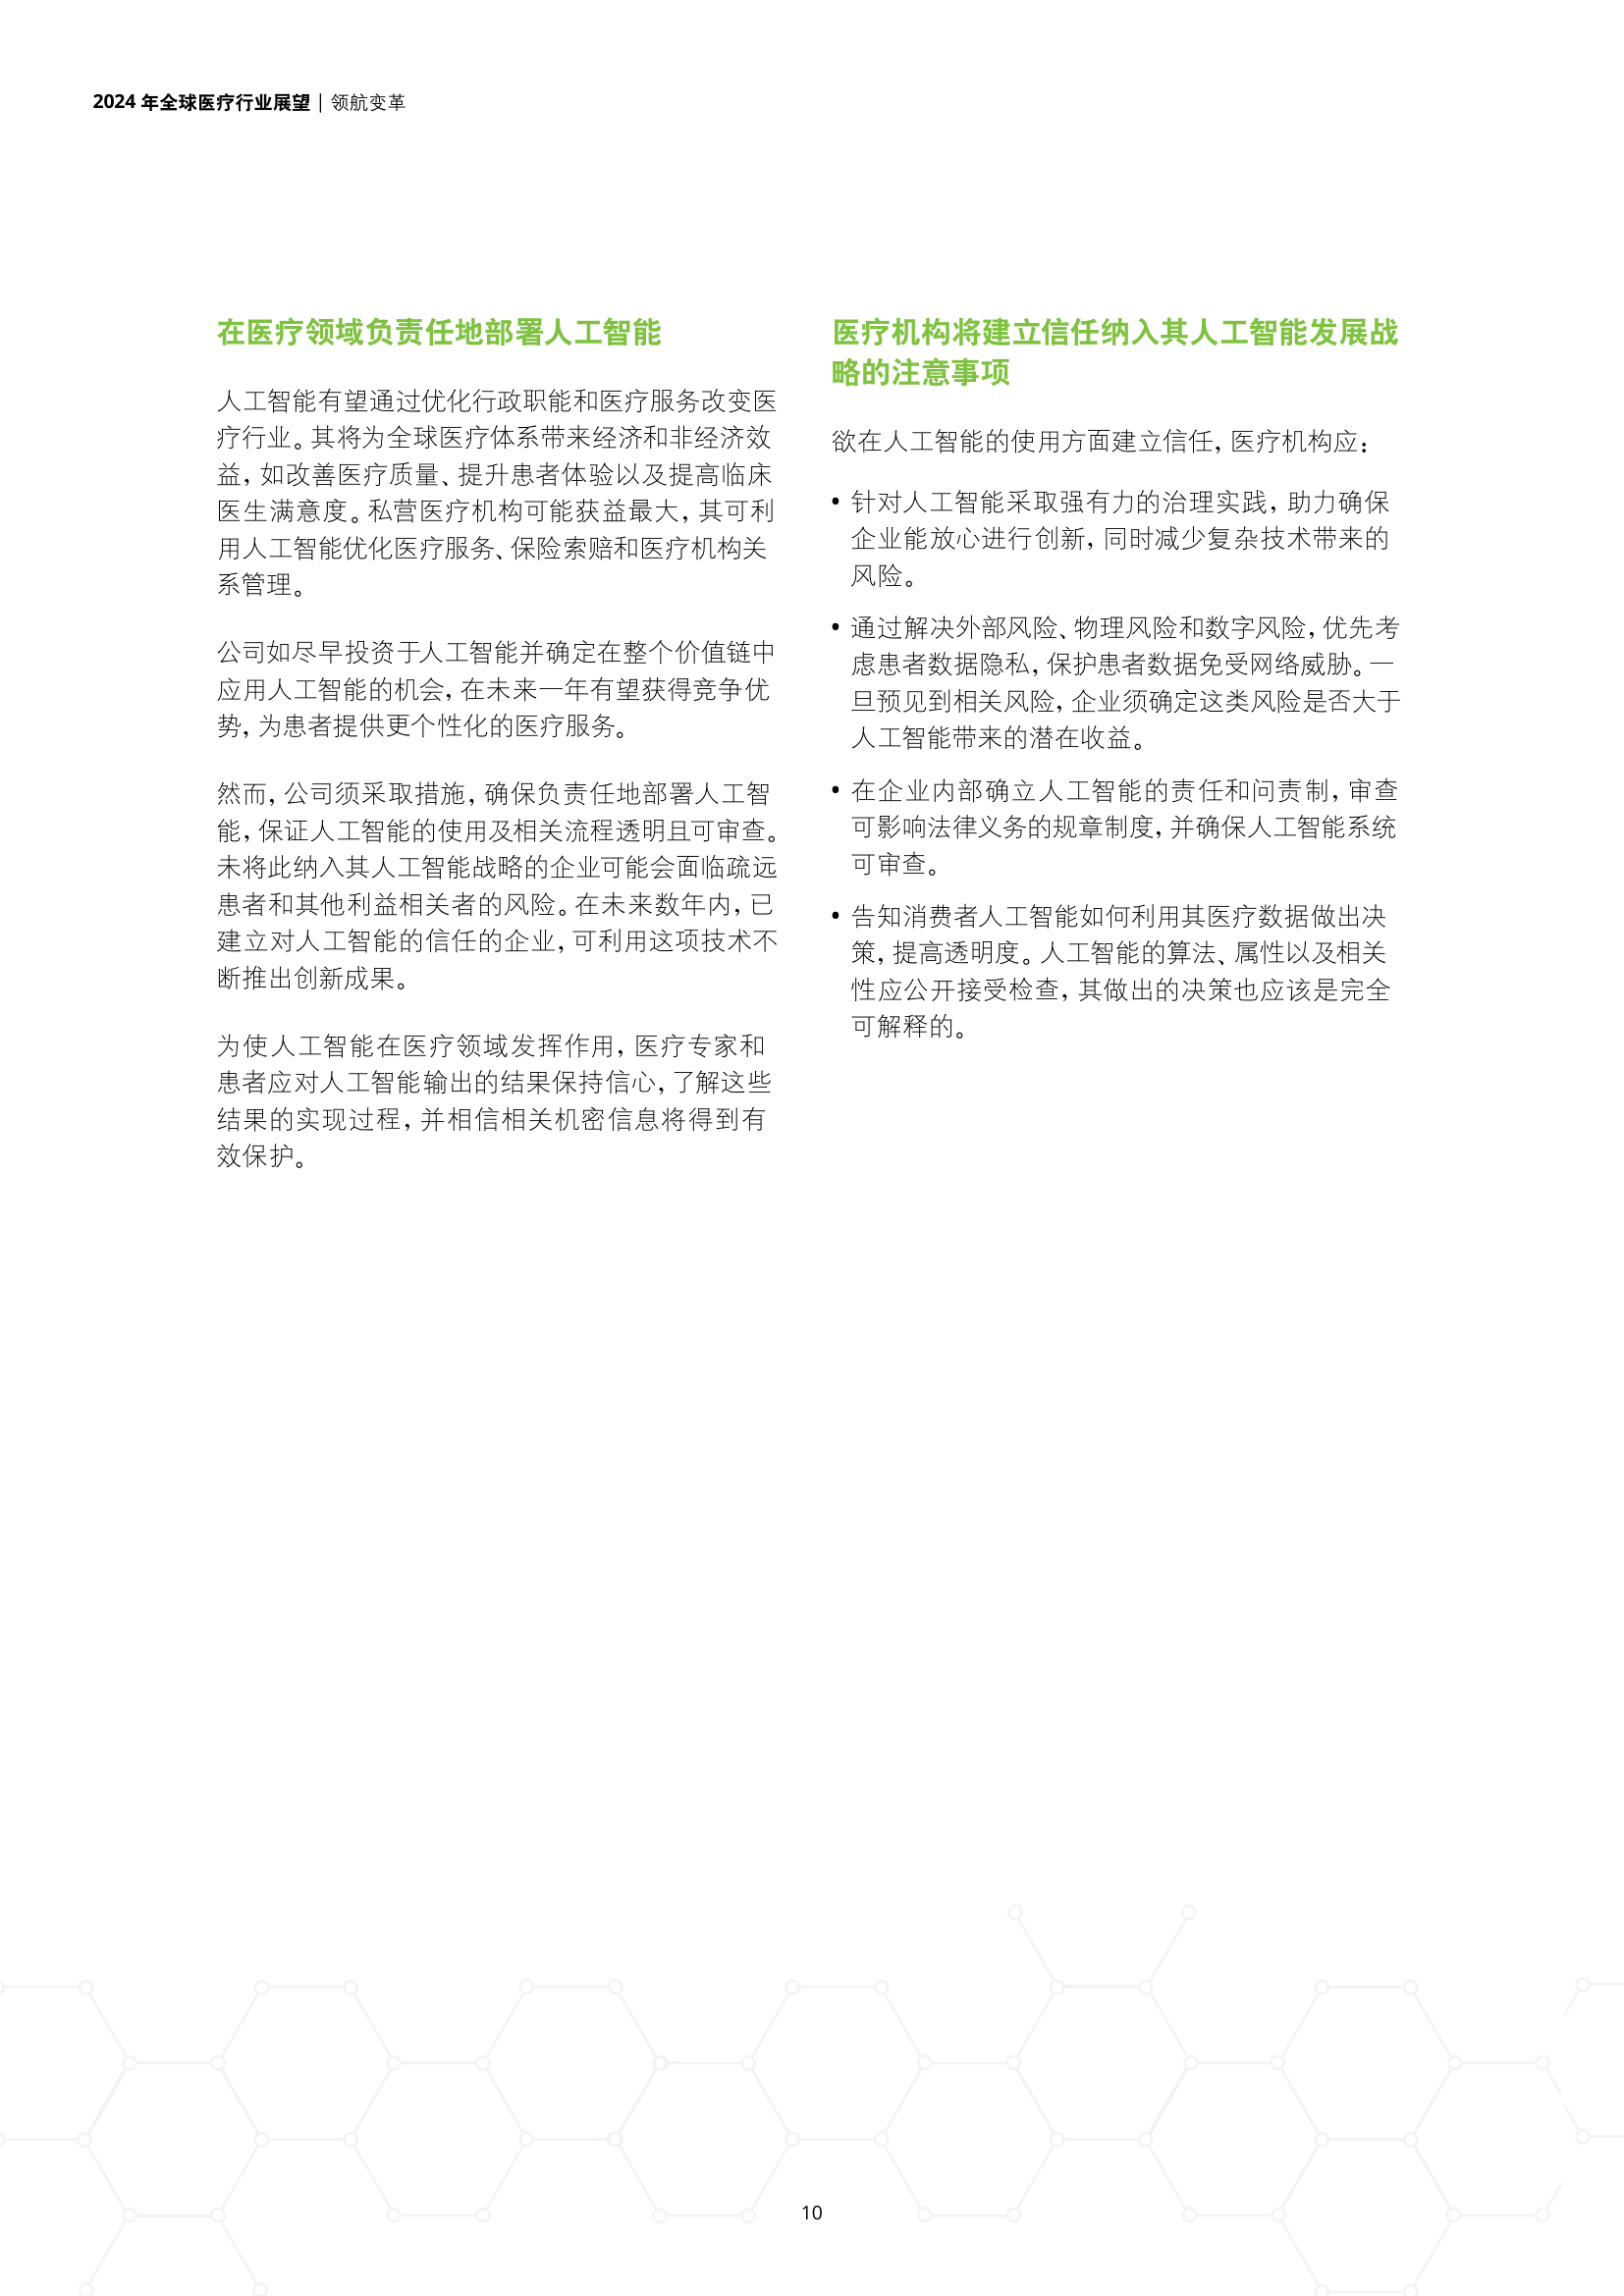 2024 年全球医疗行业展望 | 领航变革
在医疗领域负责任地部署人工智能
人工智能有望通过优化行政职能和医疗服务改变医
疗行业。其将为全球医疗体系带来经济和非经济效
益，如改善医疗质量、提升患者体验以及提高临床
医生满意度。私营医疗机构可能获益最大，其可利
用人工智能优化医疗服务、保险索赔和医疗机构关
系管理。
公司如尽早投资于人工智能并确定在整个价值链中
应用人工智能的机会，在未来一年有望获得竞争优
势，为患者提供更个性化的医疗服务。
然而，公司须采取措施，确保负责任地部署人工智
能，保证人工智能的使用及相关流程透明且可审查。
未将此纳入其人工智能战略的企业可能会面临疏远
患者和其他利益相关者的风险。在未来数年内，已
建立对人工智能的信任的企业，可利用这项技术不
断推出创新成果。
为使人工智能在医疗领域发挥作用，医疗专家和
患者应对人工智能输出的结果保持信心，了解这些
结果的实现过程，并相信相关机密信息将得到有
效保护。
医疗机构将建立信任纳入其人工智能发展战
略的注意事项
欲在人工智能的使用方面建立信任，医疗机构应：
• 针对人工智能采取强有力的治理实践，助力确保
企业能放心进行创新，同时减少复杂技术带来的
风险。
• 通过解决外部风险、物理风险和数字风险，优先考
虑患者数据隐私，保护患者数据免受网络威胁。一
旦预见到相关风险，企业须确定这类风险是否大于
人工智能带来的潜在收益。
• 在企业内部确立人工智能的责任和问责制，审查
可影响法律义务的规章制度，并确保人工智能系统
可审查。
• 告知消费者人工智能如何利用其医疗数据做出决
策，提高透明度。人工智能的算法、属性以及相关
性应公开接受检查，其做出的决策也应该是完全
可解释的。
10